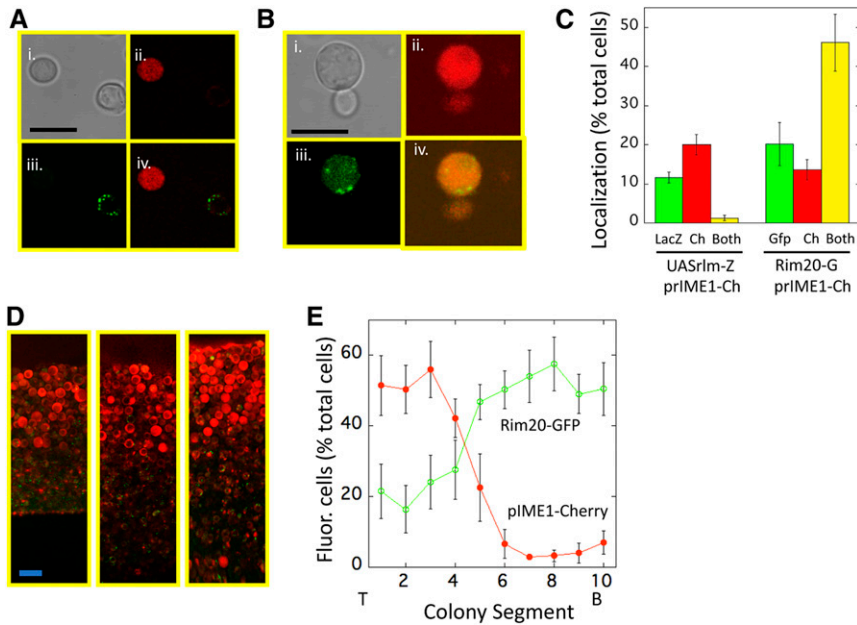 A
i.
ii.
iii.
iv.
B
i.
ii.
iii.
iv.
C
Localization (% total cells)
50
40
30
20
10
0
LacZ Ch Both
Gfp Ch Both
UASrlm-Z
prIME1-Ch
Rim20-G
prIME1-Ch
D
E
Fluor. cells (% total cells)
60
40
20
0
Rim20-GFP
pIME1-Cherry
2 4 6 8 10
T B
Colony Segment